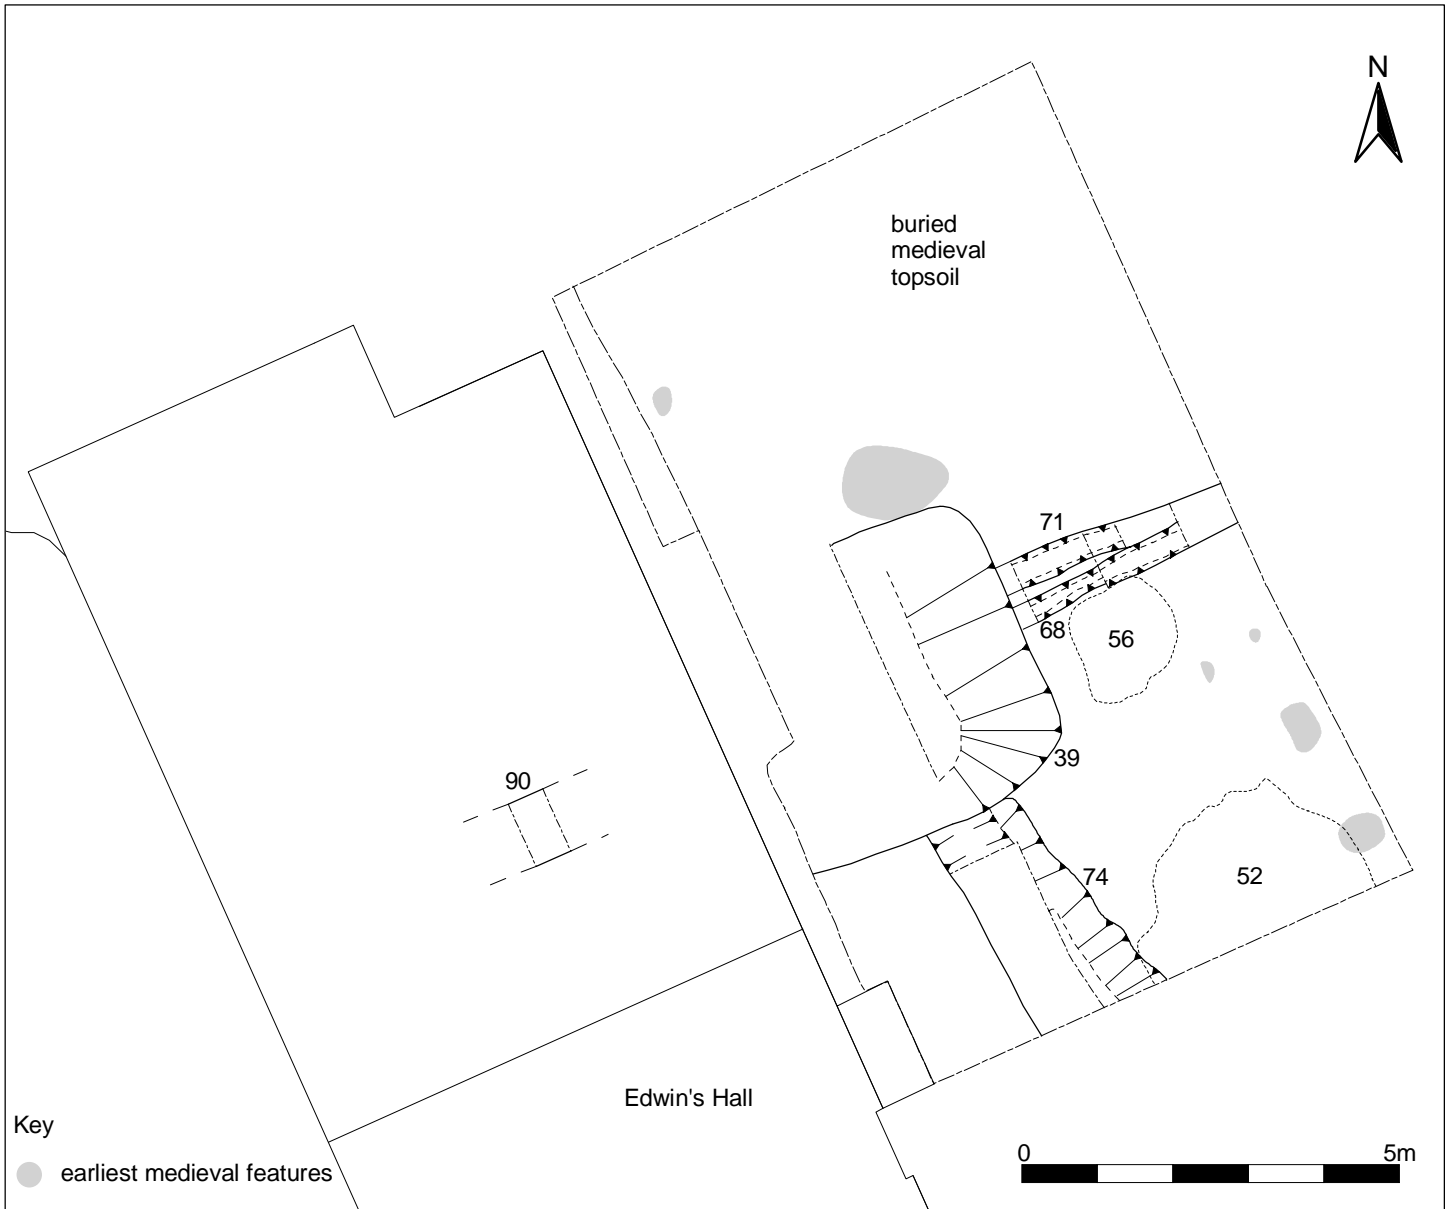 N
buried
medieval
topsoil
71
68
56
39
90
74
52
Edwin's Hall
Key
earliest medieval features
0 5m